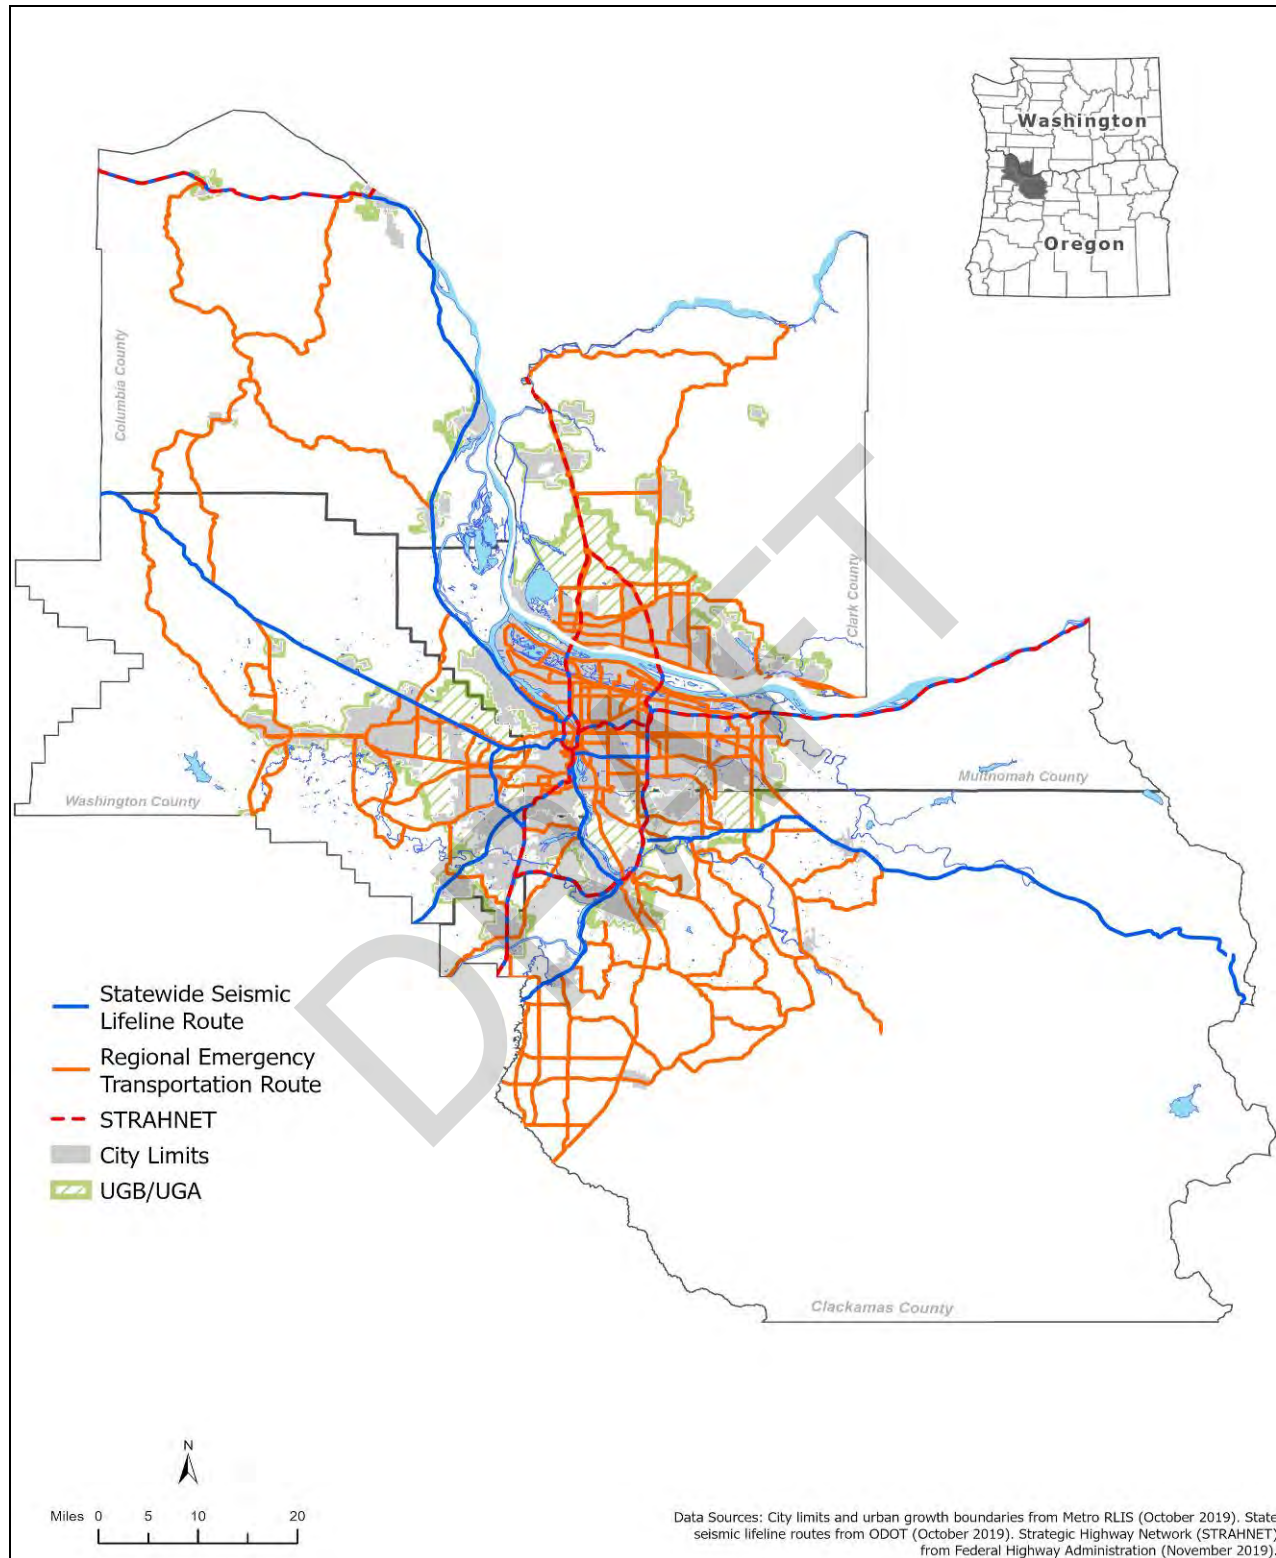 Washington
Oregon
Columbia County
Clark County
Multnomah County
Washington County
DRAFT
Statewide Seismic
Lifeline Route
Regional Emergency
Transportation Route
STRAHNET
City Limits
UGB/UGA
Clackamas County
N
Miles 0 5 10 20
Data Sources: City limits and urban growth boundaries from Metro RLIS (October 2019). State
seismic lifeline routes from ODOT (October 2019). Strategic Highway Network (STRAHNET)
from Federal Highway Administration (November 2019).